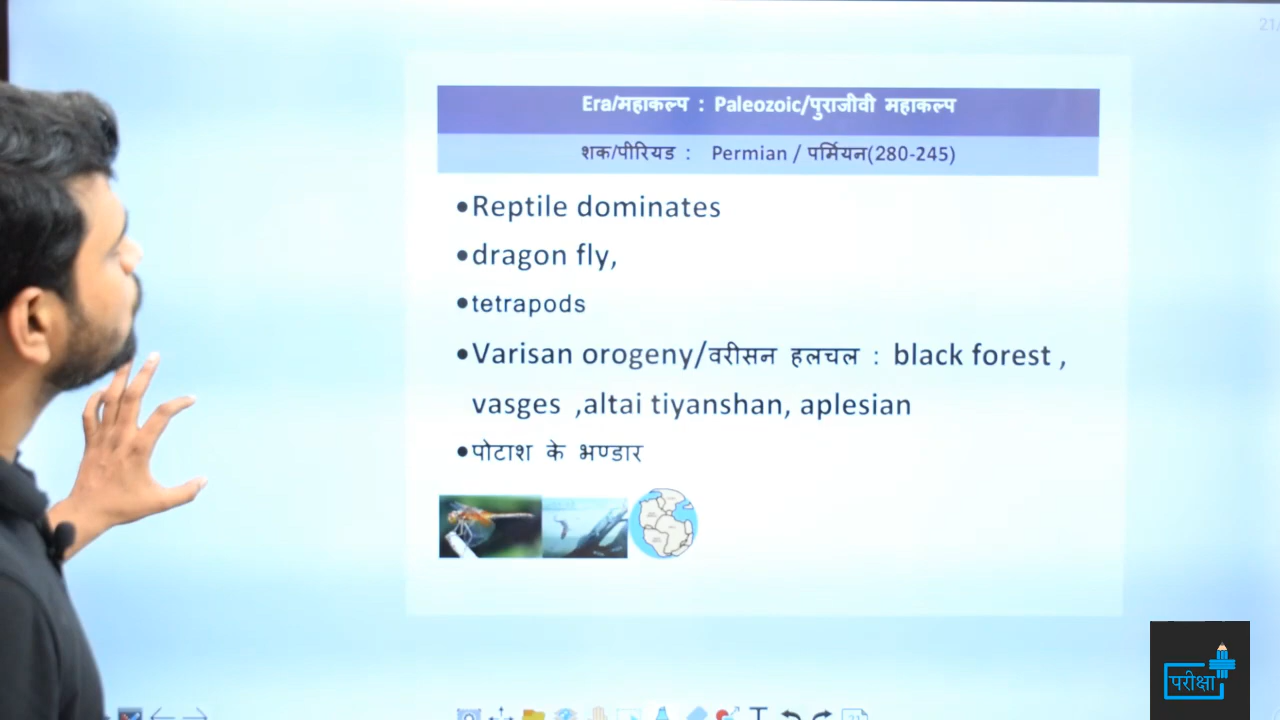 21/
Era/महाकल्प : Paleozoic/पुराजीवी महाकल्प
शक/पीरियड : Permian / पर्मियन(280-245)
•Reptile dominates
•dragon fly,
•tetrapods
•Varisan orogeny/वरीसन हलचल : black forest ,
vasges ,altai tiyanshan, aplesian
•पोटाश के भण्डार
परीक्षा